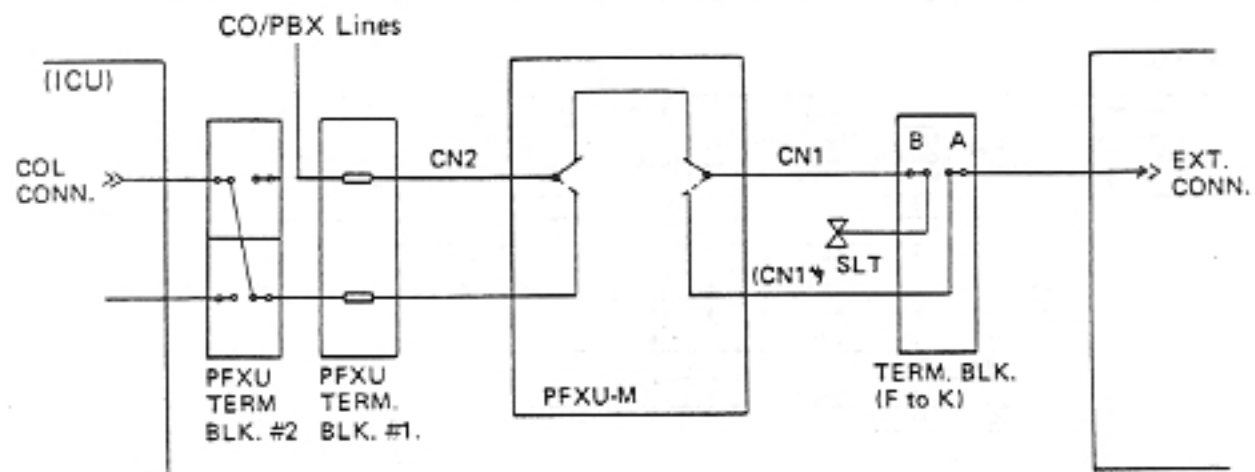 CO/PBX Lines
(ICU)
COL
CONN.
CN2
CN1
B A
EXT.
CONN.
SLT
(CN1*)
PFXU
TERM
BLK. #2
PFXU
TERM.
BLK. #1.
PFXU-M
TERM. BLK.
(F to K)